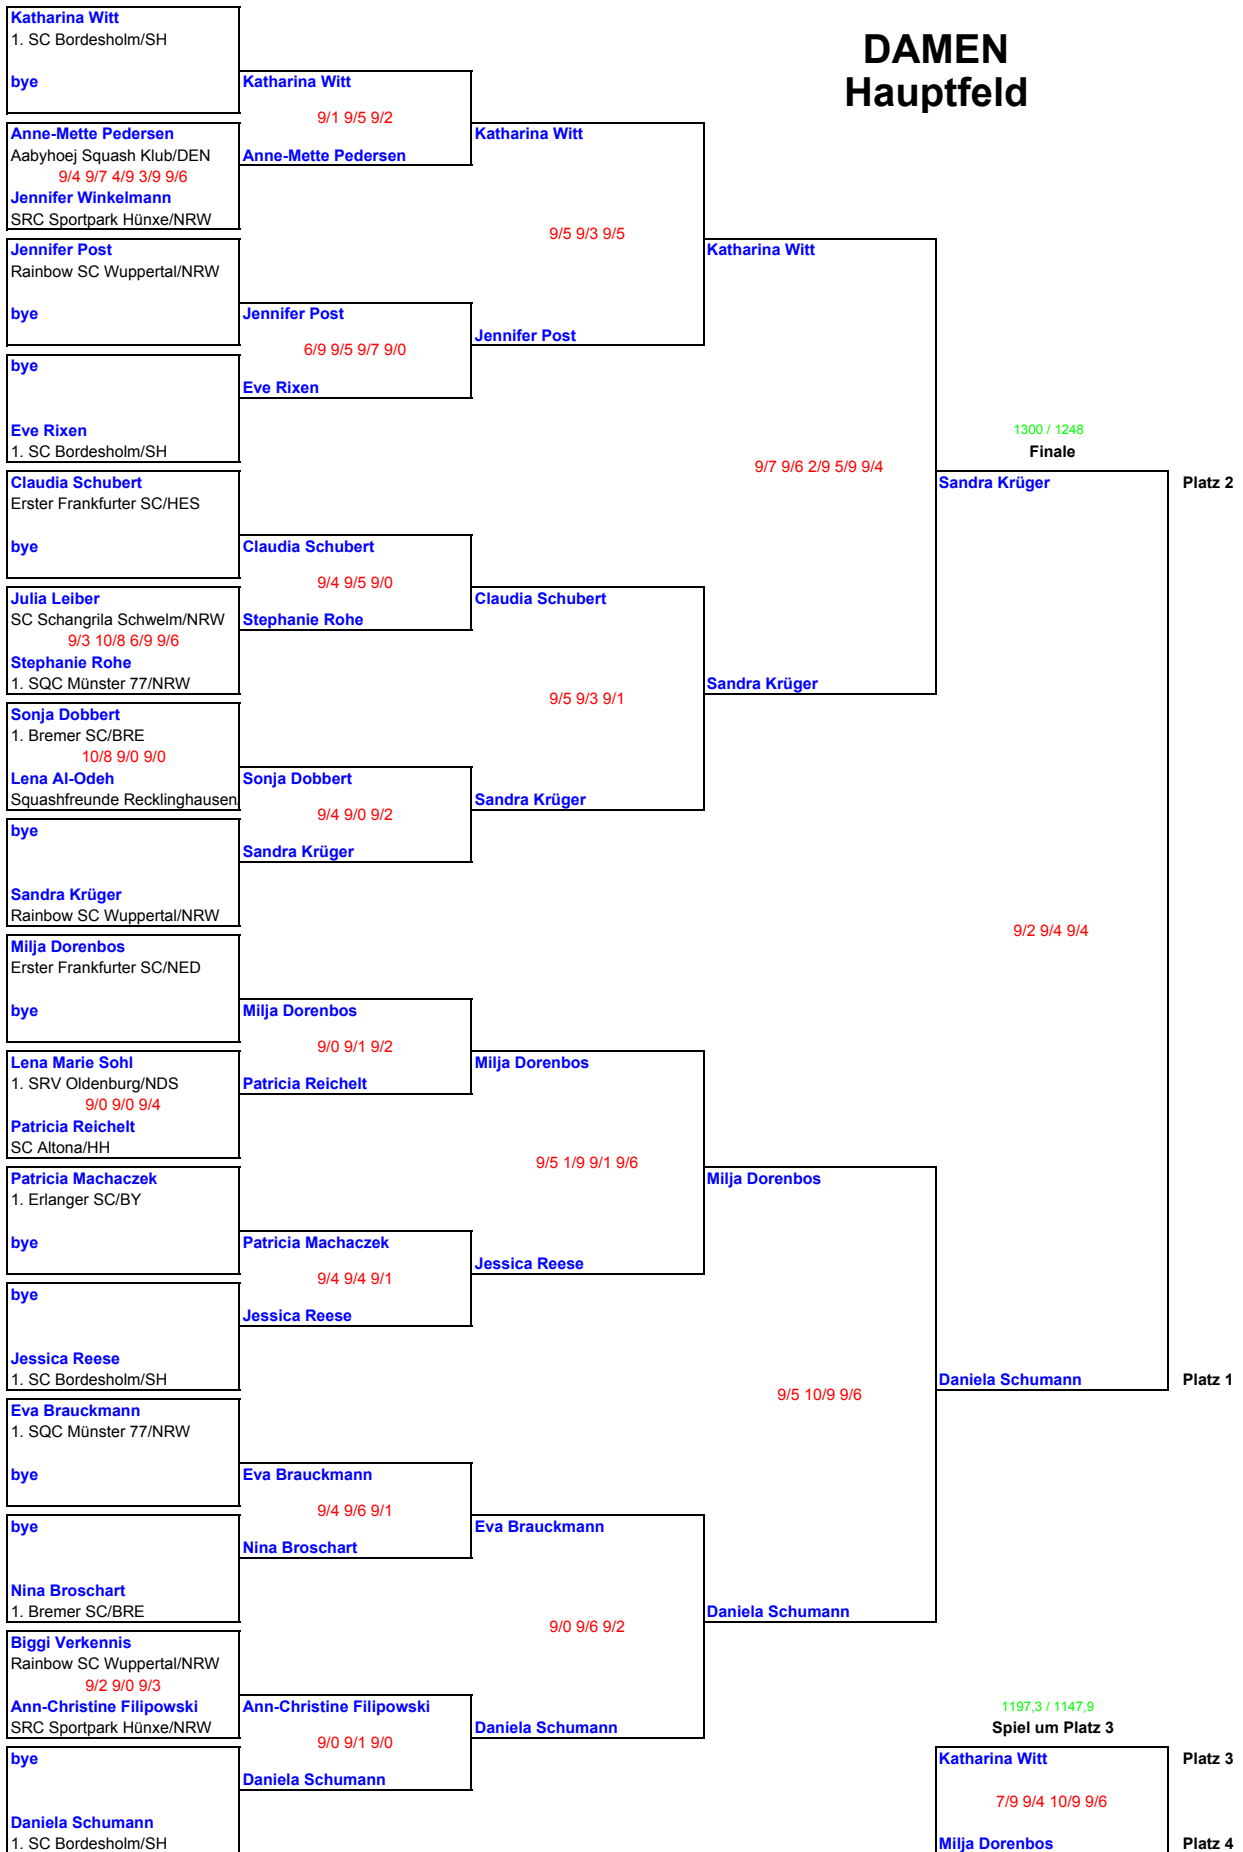 DAMEN
Hauptfeld
Katharina Witt
1. SC Bordesholm/SH
bye
Anne-Mette Pedersen
Aabyhoej Squash Klub/DEN
9/4 9/7 4/9 3/9 9/6
Jennifer Winkelmann
SRC Sportpark Hünxe/NRW
Jennifer Post
Rainbow SC Wuppertal/NRW
bye
bye
Eve Rixen
1. SC Bordesholm/SH
Claudia Schubert
Erster Frankfurter SC/HES
bye
Julia Leiber
SC Schangrila Schwelm/NRW
9/3 10/8 6/9 9/6
Stephanie Rohe
1. SQC Münster 77/NRW
Sonja Dobbert
1. Bremer SC/BRE
10/8 9/0 9/0
Lena Al-Odeh
Squashfreunde Recklinghausen
bye
Sandra Krüger
Rainbow SC Wuppertal/NRW
Milja Dorenbos
Erster Frankfurter SC/NED
bye
Lena Marie Sohl
1. SRV Oldenburg/NDS
9/0 9/0 9/4
Patricia Reichelt
SC Altona/HH
Patricia Machaczek
1. Erlanger SC/BY
bye
bye
Jessica Reese
1. SC Bordesholm/SH
Eva Brauckmann
1. SQC Münster 77/NRW
bye
bye
Nina Broschart
1. Bremer SC/BRE
Biggi Verkennis
Rainbow SC Wuppertal/NRW
9/2 9/0 9/3
Ann-Christine Filipowski
SRC Sportpark Hünxe/NRW
bye
Daniela Schumann
1. SC Bordesholm/SH
Katharina Witt
9/1 9/5 9/2
Anne-Mette Pedersen
Jennifer Post
6/9 9/5 9/7 9/0
Eve Rixen
Claudia Schubert
9/4 9/5 9/0
Stephanie Rohe
Sonja Dobbert
9/4 9/0 9/2
Sandra Krüger
Milja Dorenbos
9/0 9/1 9/2
Patricia Reichelt
Patricia Machaczek
9/4 9/4 9/1
Jessica Reese
Eva Brauckmann
9/4 9/6 9/1
Nina Broschart
Ann-Christine Filipowski
9/0 9/1 9/0
Daniela Schumann
Katharina Witt
9/5 9/3 9/5
Jennifer Post
Claudia Schubert
9/5 9/3 9/1
Sandra Krüger
Milja Dorenbos
9/5 1/9 9/1 9/6
Jessica Reese
Eva Brauckmann
9/0 9/6 9/2
Daniela Schumann
Katharina Witt
9/7 9/6 2/9 5/9 9/4
Sandra Krüger
Milja Dorenbos
9/5 10/9 9/6
Daniela Schumann
1300 / 1248
Finale
Sandra Krüger
Platz 2
9/2 9/4 9/4
Daniela Schumann
Platz 1
1197,3 / 1147,9
Spiel um Platz 3
Katharina Witt
Platz 3
7/9 9/4 10/9 9/6
Milja Dorenbos
Platz 4